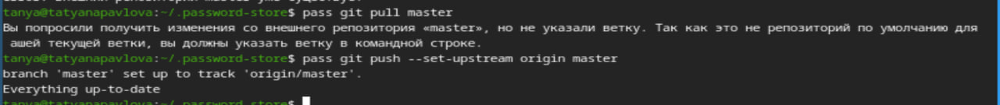 tanya@tatyanapavlova:~/.password-store$ pass git pull master
Вы попросили получить изменения со внешнего репозитория «master», но не указали ветку. Так как это не репозиторий по умолчанию для
ашей текущей ветки, вы должны указать ветку в командной строке.
tanya@tatyanapavlova:~/.password-store$ pass git push --set-upstream origin master
branch 'master' set up to track 'origin/master'.
Everything up-to-date
tanya@tatyanapavlova:~/.password-store$